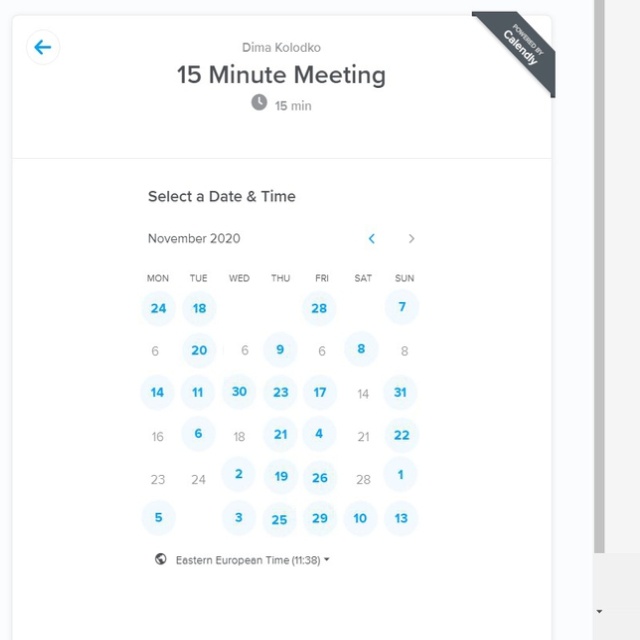 Dima Kolodko
POWERED BY
Calendly
15 Minute Meeting
15 min
Select a Date & Time
November 2020
MON TUE WED THU FRI SAT SUN
24 18 28 7
6 20 6 9 6 8 8
14 11 30 23 17 14 31
16 6 18 21 4 21 22
23 24 2 19 26 28 1
5 3 25 29 10 13
Eastern European Time (11:38)